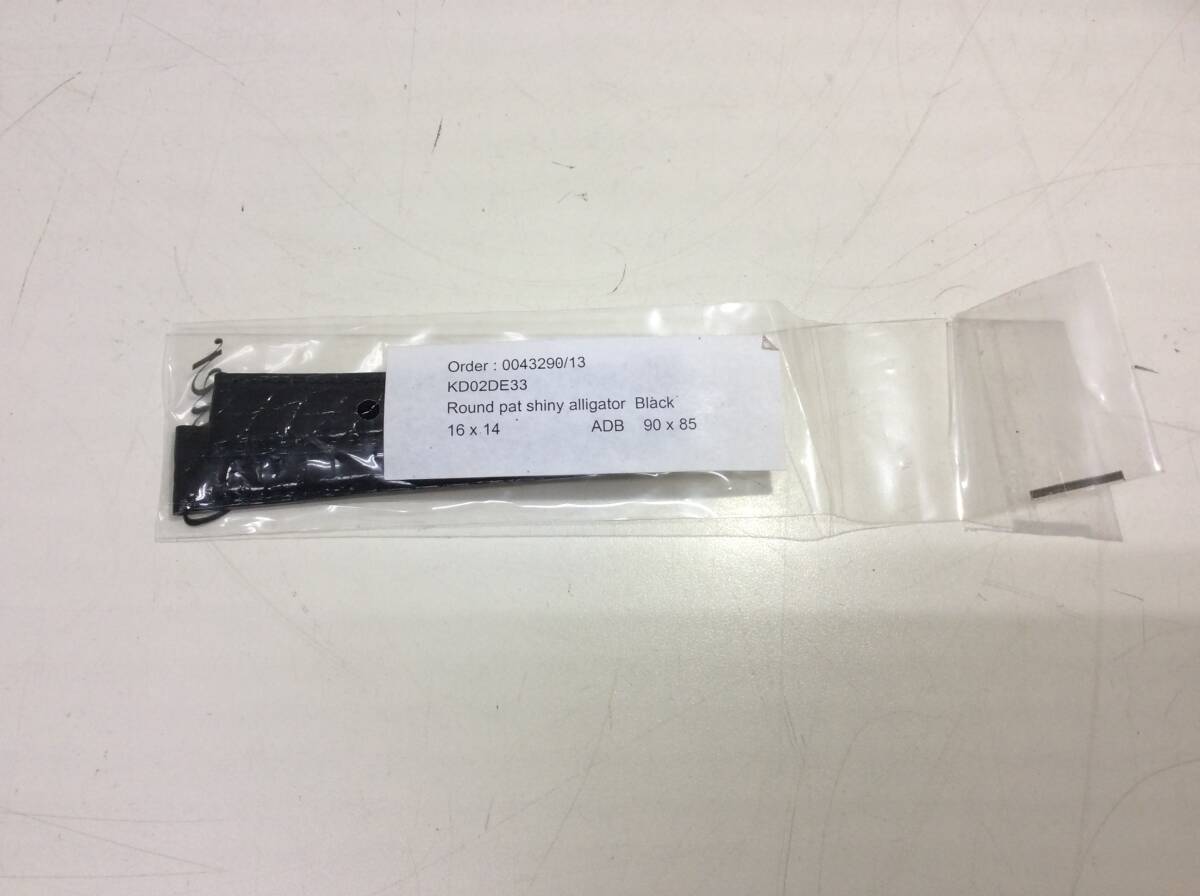 Order : 0043290/13
KD02DE33
Round pat shiny alligator Black
16 x 14 ADB 90 x 85